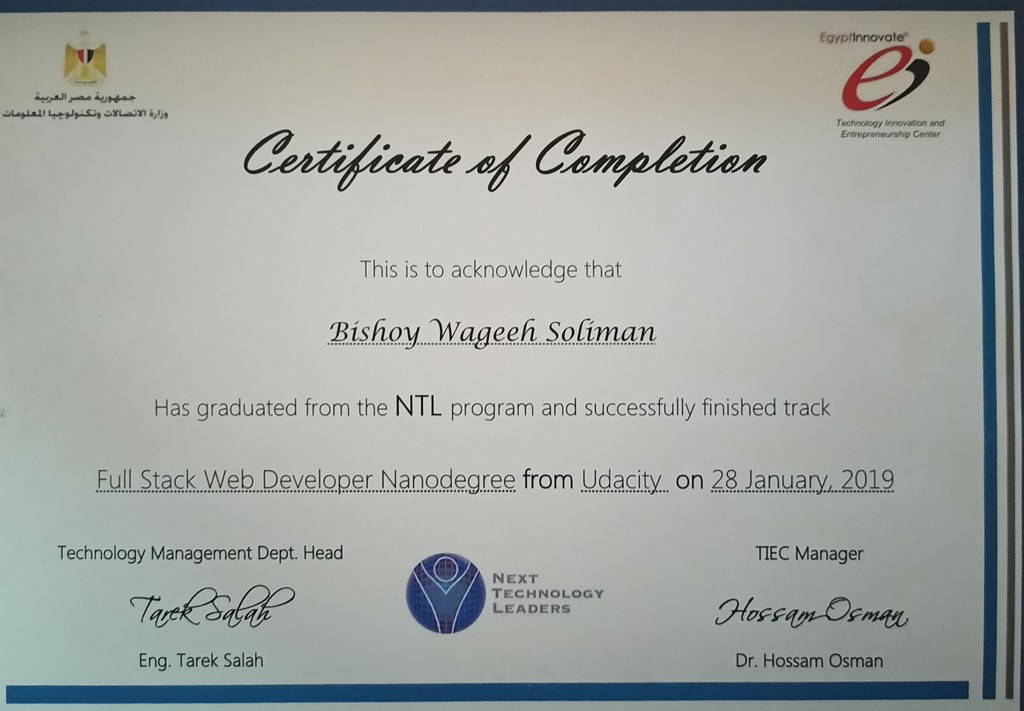 جمهورية مصر العربية
وزارة الاتصالات وتكنولوجيا المعلومات
EgyptInnovate
Technology Innovation and
Entrepreneurship Center
Certificate of Completion
This is to acknowledge that
Bishoy Wageeh Soliman
Has graduated from the NTL program and successfully finished track
Full Stack Web Developer Nanodegree from Udacity on 28 January, 2019
Technology Management Dept. Head
Tarek Salah
Eng. Tarek Salah
NEXT
TECHNOLOGY
LEADERS
TIEC Manager
Hossam Osman
Dr. Hossam Osman